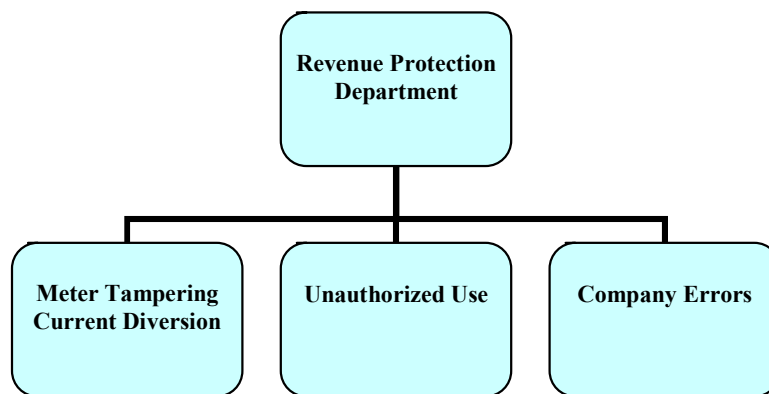 Revenue Protection
Department
Meter Tampering
Current Diversion
Unauthorized Use
Company Errors